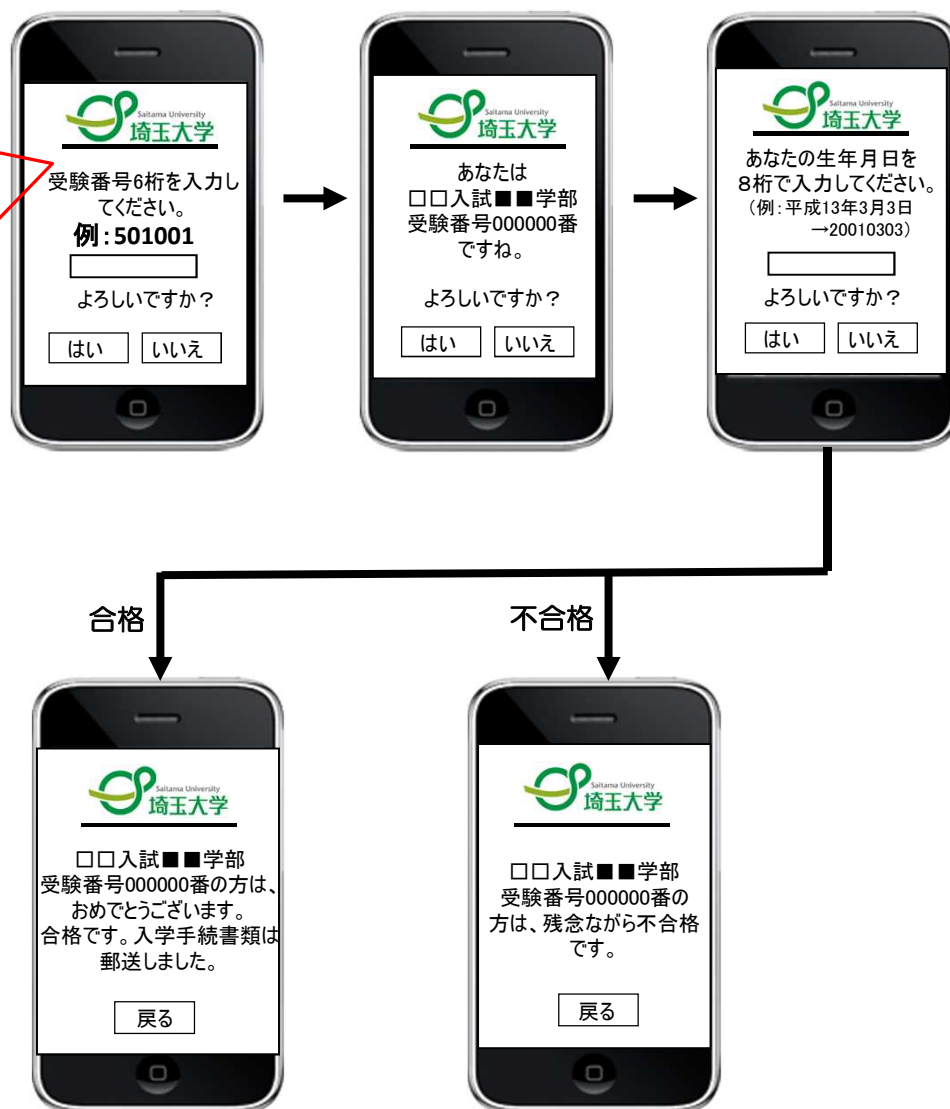 Saitama University
埼玉大学
受験番号6桁を入力し
てください。
例：501001
よろしいですか？
はい
いいえ
Saitama University
埼玉大学
あなたは
□□入試■■学部
受験番号000000番
ですね。
よろしいですか？
はい
いいえ
Saitama University
埼玉大学
あなたの生年月日を
8桁で入力してください。
（例：平成13年3月3日
→20010303）
よろしいですか？
はい
いいえ
合格
不合格
Saitama University
埼玉大学
□□入試■■学部
受験番号000000番の方は、
おめでとうございます。
合格です。入学手続書類は
郵送しました。
戻る
Saitama University
埼玉大学
□□入試■■学部
受験番号000000番の
方は、残念ながら不合格
です。
戻る